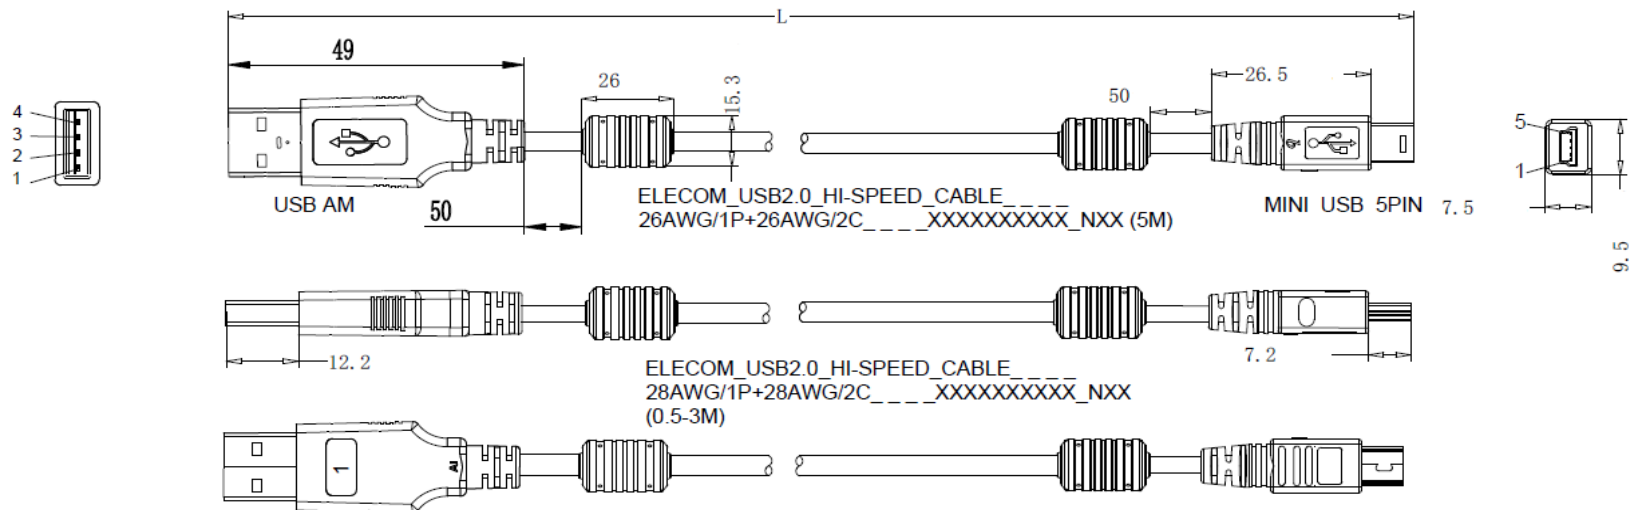 L
49
26
15.3
50
26.5
4
3
2
1
5
1
USB AM
50
ELECOM_USB2.0_HI-SPEED_CABLE_ _ _ _
26AWG/1P+26AWG/2C_ _ _ _XXXXXXXXXX_NXX (5M)
MINI USB 5PIN
7.5
9.5
12.2
7.2
ELECOM_USB2.0_HI-SPEED_CABLE_ _ _ _
28AWG/1P+28AWG/2C_ _ _ _XXXXXXXXXX_NXX
(0.5-3M)
1